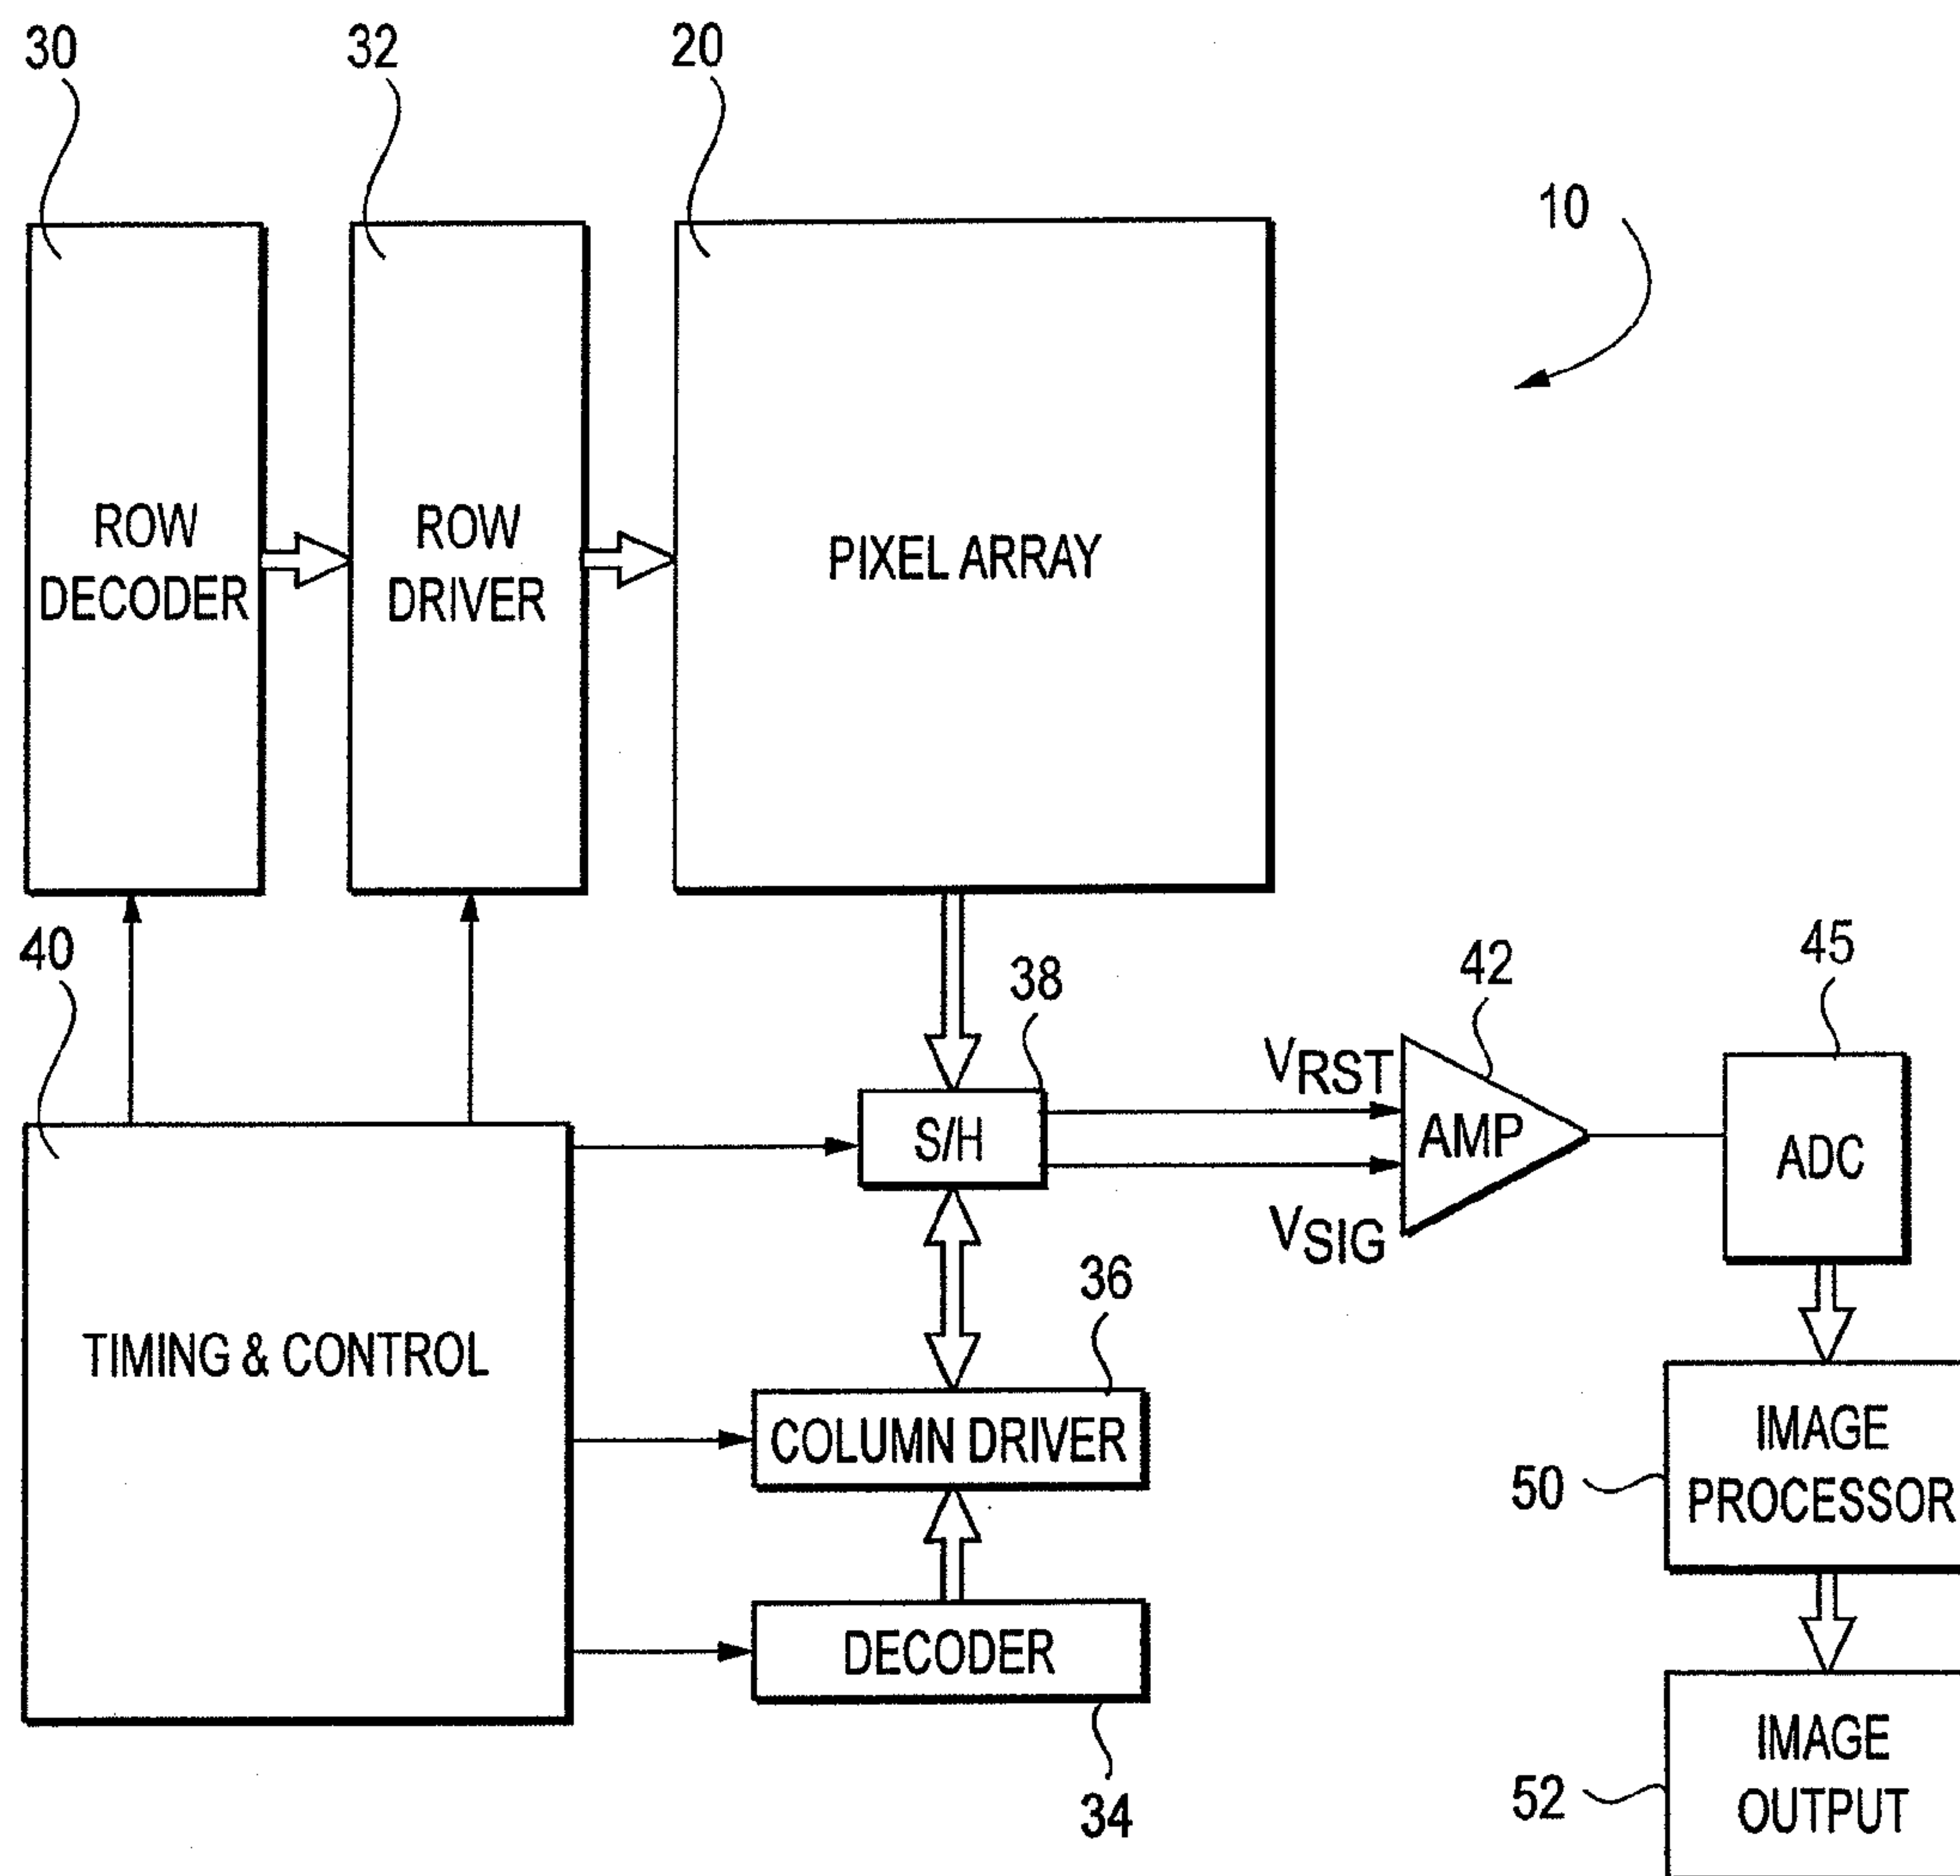 30
32
20
10
ROW
DECODER
ROW
DRIVER
PIXEL ARRAY
40
38
42
45
VRST
S/H
AMP
ADC
VSIG
36
TIMING & CONTROL
COLUMN DRIVER
IMAGE
PROCESSOR
50
DECODER
34
IMAGE
OUTPUT
52